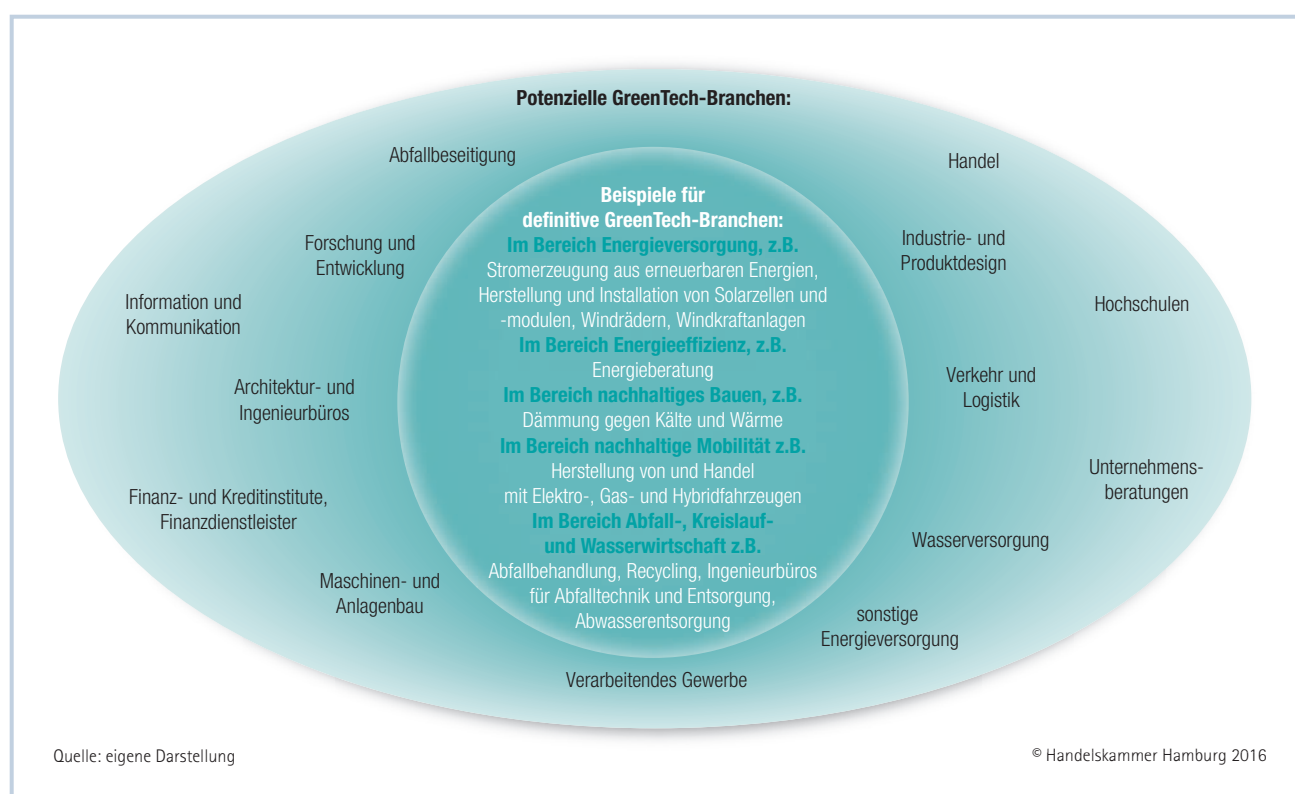 Potenzielle GreenTech-Branchen:
Abfallbeseitigung
Handel
Forschung und
Entwicklung
Industrie- und
Produktdesign
Information und
Kommunikation
Hochschulen
Architektur- und
Ingenieurbüros
Verkehr und
Logistik
Finanz- und Kreditinstitute,
Finanzdienstleister
Unternehmens-
beratungen
Maschinen- und
Anlagenbau
Wasserversorgung
sonstige
Energieversorgung
Verarbeitendes Gewerbe
Beispiele für
definitive GreenTech-Branchen:
Im Bereich Energieversorgung, z.B.
Stromerzeugung aus erneuerbaren Energien,
Herstellung und Installation von Solarzellen und
-modulen, Windrädern, Windkraftanlagen
Im Bereich Energieeffizienz, z.B.
Energieberatung
Im Bereich nachhaltiges Bauen, z.B.
Dämmung gegen Kälte und Wärme
Im Bereich nachhaltige Mobilität z.B.
Herstellung von und Handel
mit Elektro-, Gas- und Hybridfahrzeugen
Im Bereich Abfall-, Kreislauf-
und Wasserwirtschaft z.B.
Abfallbehandlung, Recycling, Ingenieurbüros
für Abfalltechnik und Entsorgung,
Abwasserentsorgung
Quelle: eigene Darstellung
© Handelskammer Hamburg 2016